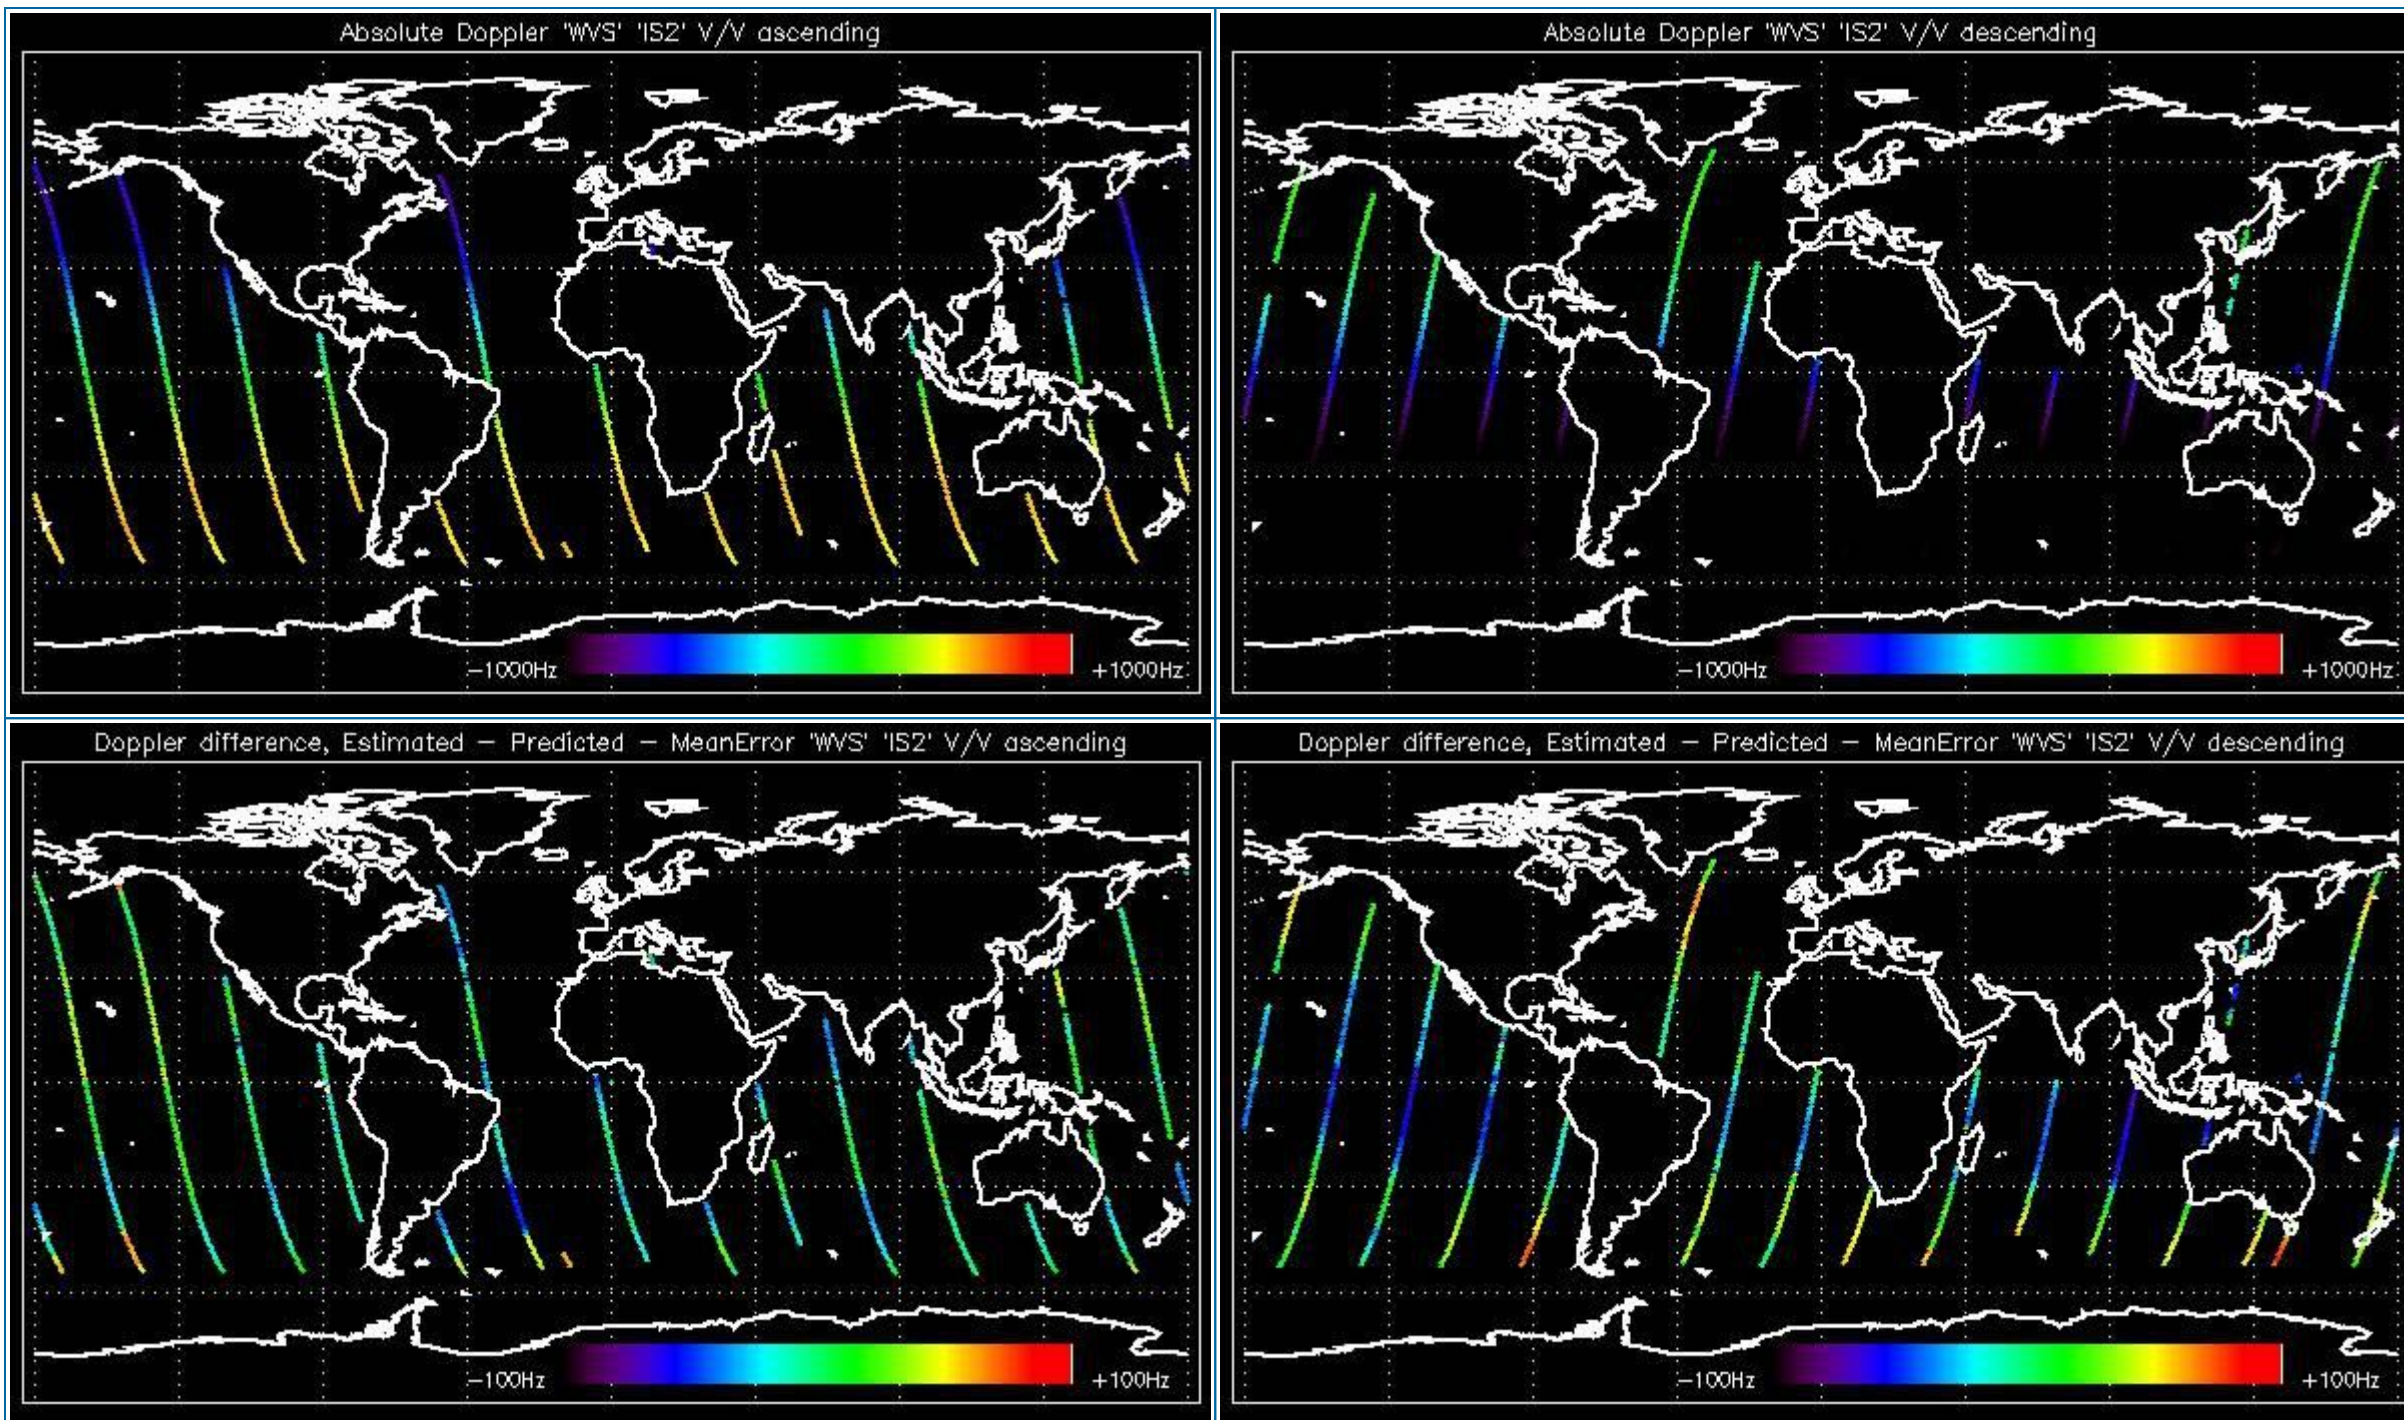 Absolute Doppler 'WVS' 'IS2' V/V ascending
-1000Hz
+1000Hz
Absolute Doppler 'WVS' 'IS2' V/V descending
-1000Hz
+1000Hz
Doppler difference, Estimated - Predicted - MeanError 'WVS' 'IS2' V/V ascending
-100Hz
+100Hz
Doppler difference, Estimated - Predicted - MeanError 'WVS' 'IS2' V/V descending
-100Hz
+100Hz